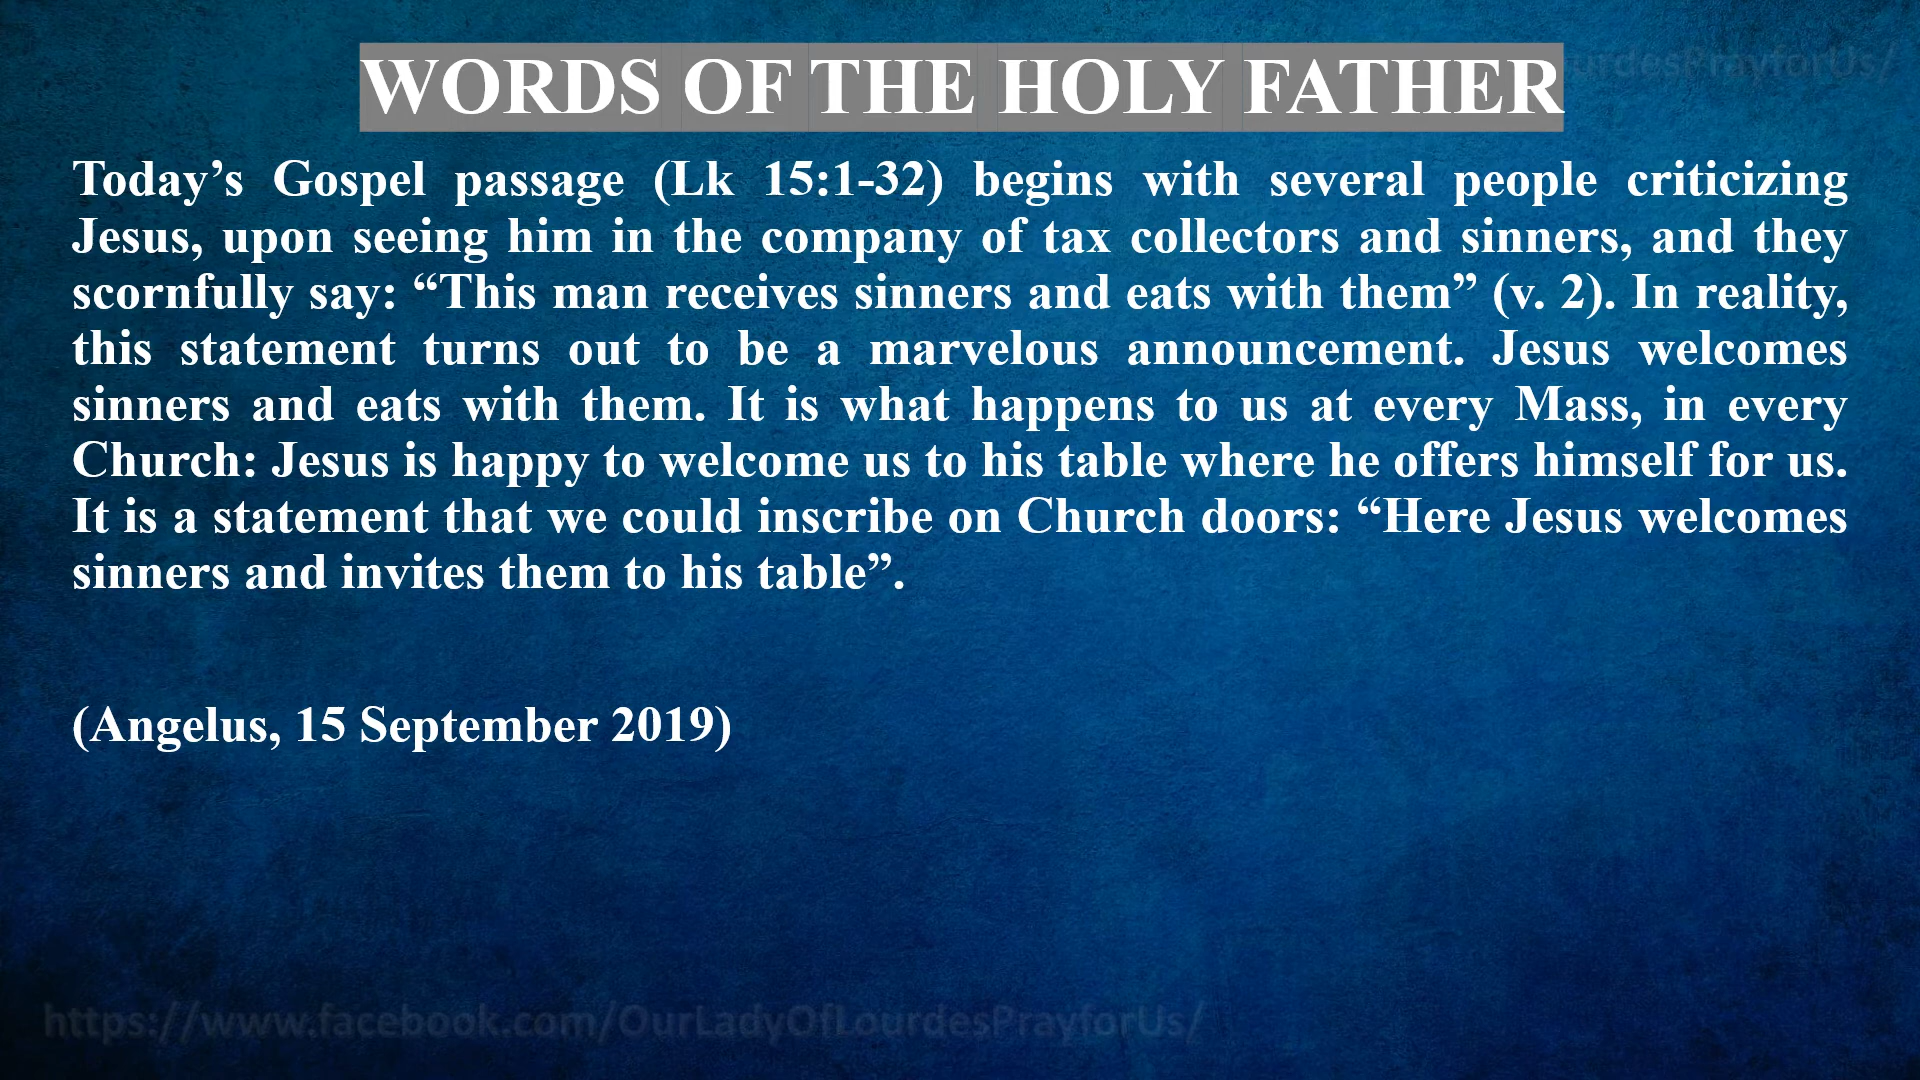 WORDS OF THE HOLY FATHER
urdesPrayforUs/
Today’s Gospel passage (Lk 15:1-32) begins with several people criticizing
Jesus, upon seeing him in the company of tax collectors and sinners, and they
scornfully say: “This man receives sinners and eats with them” (v. 2). In reality,
this statement turns out to be a marvelous announcement. Jesus welcomes
sinners and eats with them. It is what happens to us at every Mass, in every
Church: Jesus is happy to welcome us to his table where he offers himself for us.
It is a statement that we could inscribe on Church doors: “Here Jesus welcomes
sinners and invites them to his table”.
(Angelus, 15 September 2019)
https://www.facebook.com/OurLadyOfLourdesPrayforUs/